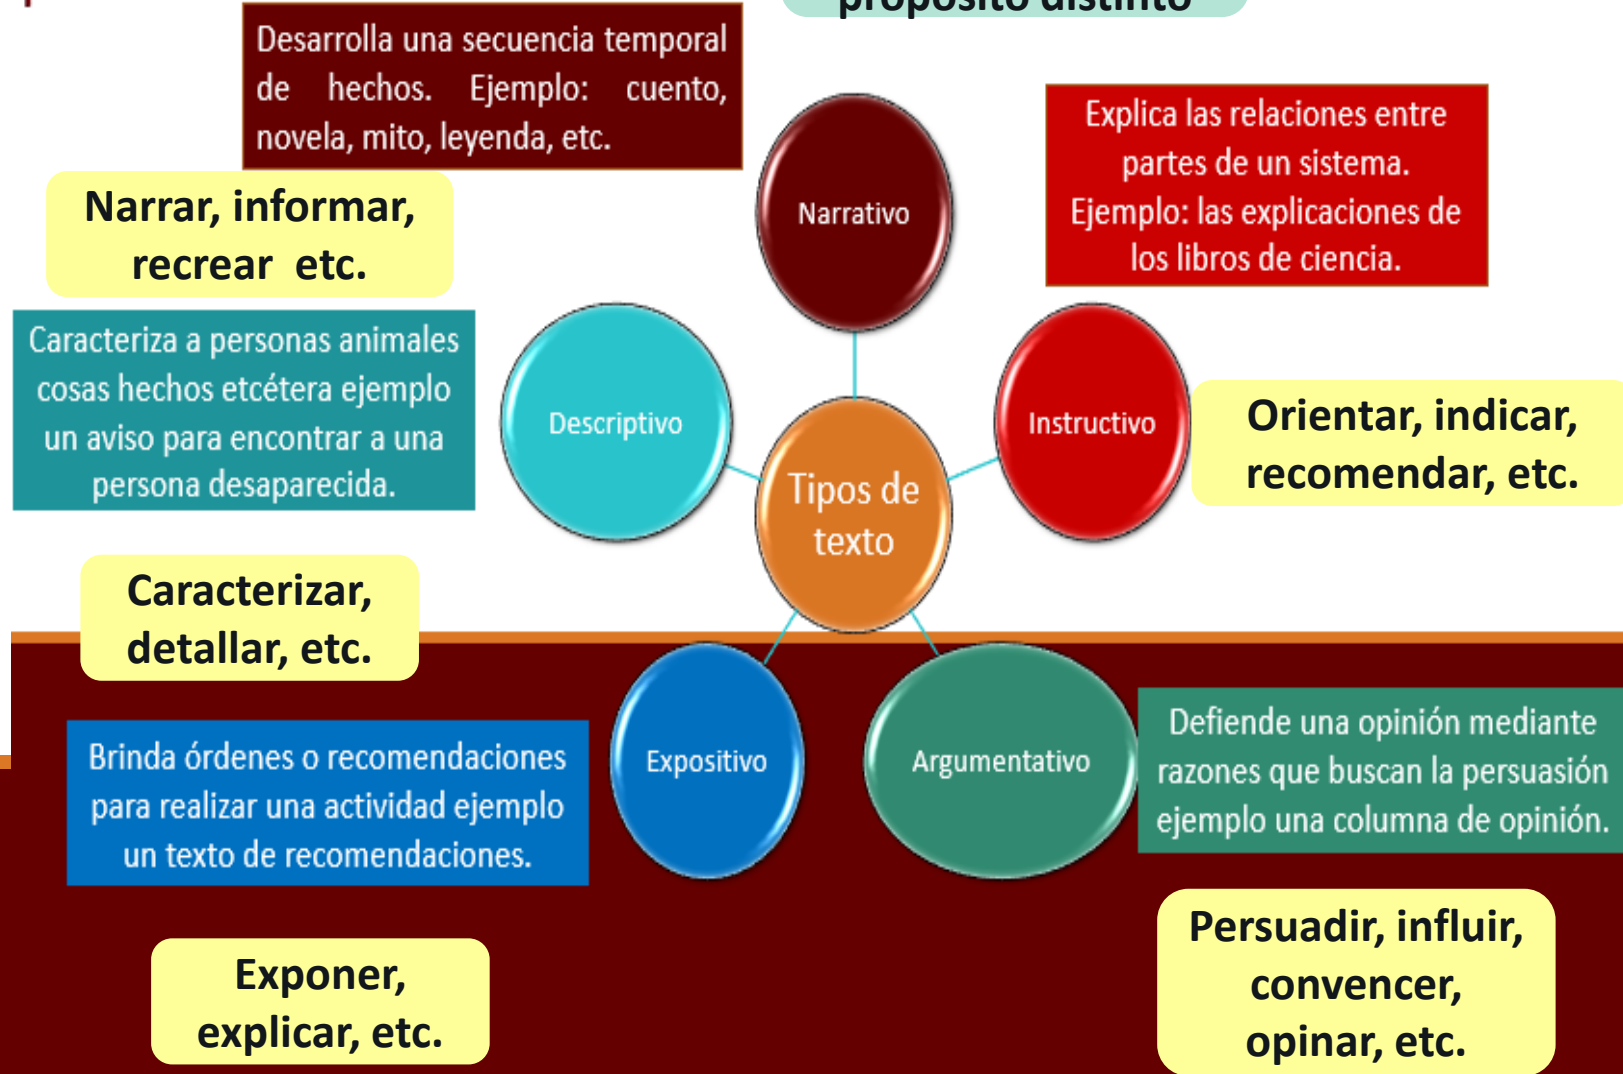 propósito distinto
Desarrolla una secuencia temporal
de hechos. Ejemplo: cuento,
novela, mito, leyenda, etc.
Narrar, informar,
recrear etc.
Narrativo
Explica las relaciones entre
partes de un sistema.
Ejemplo: las explicaciones de
los libros de ciencia.
Caracteriza a personas animales
cosas hechos etcétera ejemplo
un aviso para encontrar a una
persona desaparecida.
Descriptivo
Instructivo
Orientar, indicar,
recomendar, etc.
Tipos de
texto
Caracterizar,
detallar, etc.
Brinda órdenes o recomendaciones
para realizar una actividad ejemplo
un texto de recomendaciones.
Expositivo
Argumentativo
Defiende una opinión mediante
razones que buscan la persuasión
ejemplo una columna de opinión.
Exponer,
explicar, etc.
Persuadir, influir,
convencer,
opinar, etc.